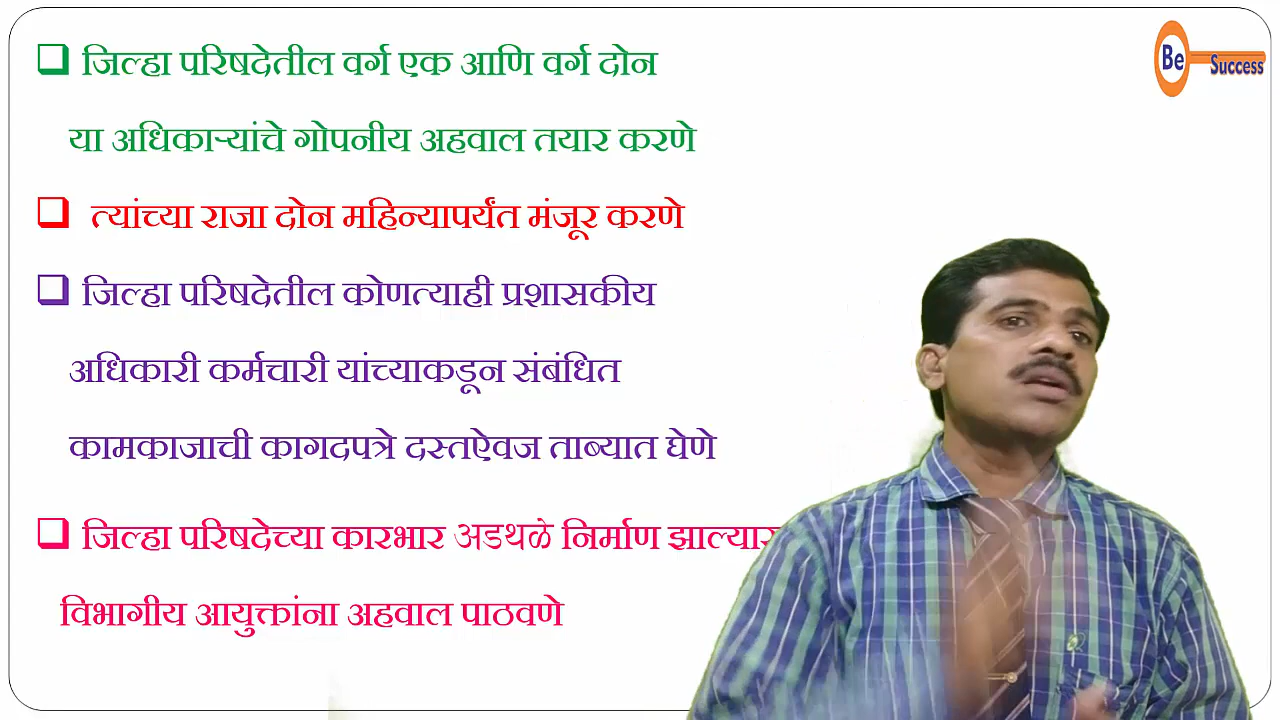 जिल्हा परिषदेतील वर्ग एक आणि वर्ग दोन
या अधिकाऱ्यांचे गोपनीय अहवाल तयार करणे
त्यांच्या राजा दोन महिन्यापर्यंत मंजूर करणे
जिल्हा परिषदेतील कोणत्याही प्रशासकीय
अधिकारी कर्मचारी यांच्याकडून संबंधित
कामकाजाची कागदपत्रे दस्तऐवज ताब्यात घेणे
जिल्हा परिषदेच्या कारभार अडथळे निर्माण झाल्यास
विभागीय आयुक्तांना अहवाल पाठवणे
Be
Success